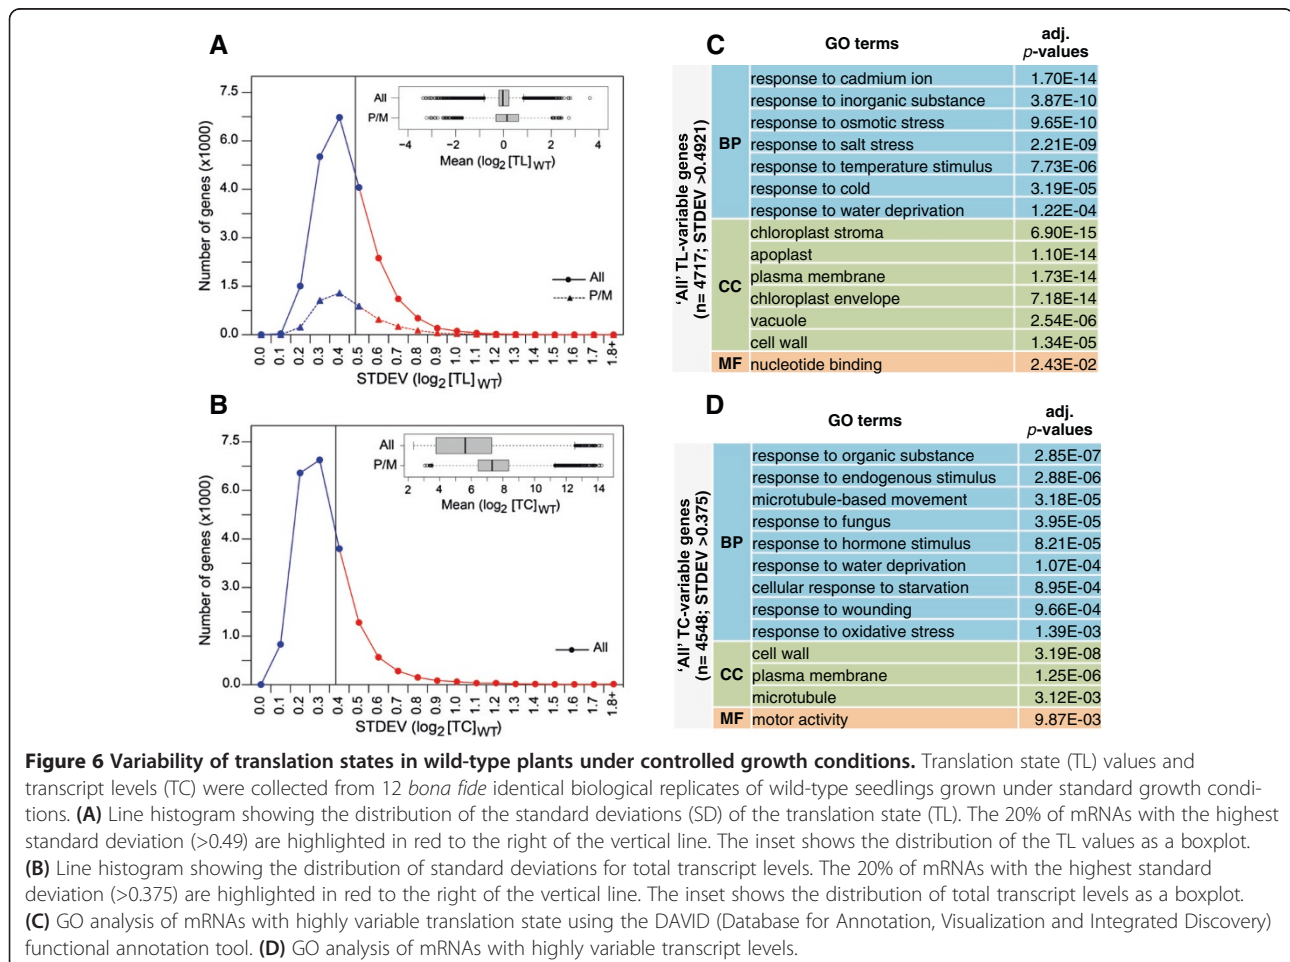 A
7.5
6.0
4.0
3.0
1.5
0.0
Number of genes (x1000)
All
P/M
−4 −2 0 2 4
Mean (log2 [TL]WT)
All
P/M
0.0 0.1 0.2 0.3 0.4 0.5 0.6 0.7 0.8 0.9 1.0 1.1 1.2 1.3 1.4 1.5 1.6 1.7 1.8+
STDEV (log2 [TL]WT)
B
7.5
6.0
4.0
3.0
1.0
0.0
Number of genes (x1000)
All
P/M
2 4 6 8 10 12 14
Mean (log2 [TC]WT)
All
0.0 0.1 0.2 0.3 0.4 0.5 0.6 0.7 0.8 0.9 1.0 1.1 1.2 1.3 1.4 1.5 1.6 1.7 1.8+
STDEV (log2 [TC]WT)
C
GO terms
adj.
p-values
'All' TL-variable genes
(n= 4717; STDEV >0.4921)
BP
response to cadmium ion 1.70E-14
response to inorganic substance 3.87E-10
response to osmotic stress 9.65E-10
response to salt stress 2.21E-09
response to temperature stimulus 7.73E-06
response to cold 3.19E-05
response to water deprivation 1.22E-04
CC
chloroplast stroma 6.90E-15
apoplast 1.10E-14
plasma membrane 1.73E-14
chloroplast envelope 7.18E-14
vacuole 2.54E-06
cell wall 1.34E-05
MF nucleotide binding 2.43E-02
D
GO terms
adj.
p-values
'All' TC-variable genes
(n= 4548; STDEV >0.375)
BP
response to organic substance 2.85E-07
response to endogenous stimulus 2.88E-06
microtubule-based movement 3.18E-05
response to fungus 3.95E-05
response to hormone stimulus 8.21E-05
response to water deprivation 1.07E-04
cellular response to starvation 8.95E-04
response to wounding 9.66E-04
response to oxidative stress 1.39E-03
CC
cell wall 3.19E-08
plasma membrane 1.25E-06
microtubule 3.12E-03
MF motor activity 9.87E-03
Figure 6 Variability of translation states in wild-type plants under controlled growth conditions. Translation state (TL) values and
transcript levels (TC) were collected from 12 bona fide identical biological replicates of wild-type seedlings grown under standard growth condi-
tions. (A) Line histogram showing the distribution of the standard deviations (SD) of the translation state (TL). The 20% of mRNAs with the highest
standard deviation (>0.49) are highlighted in red to the right of the vertical line. The inset shows the distribution of the TL values as a boxplot.
(B) Line histogram showing the distribution of standard deviations for total transcript levels. The 20% of mRNAs with the highest standard
deviation (>0.375) are highlighted in red to the right of the vertical line. The inset shows the distribution of total transcript levels as a boxplot.
(C) GO analysis of mRNAs with highly variable translation state using the DAVID (Database for Annotation, Visualization and Integrated Discovery)
functional annotation tool. (D) GO analysis of mRNAs with highly variable transcript levels.